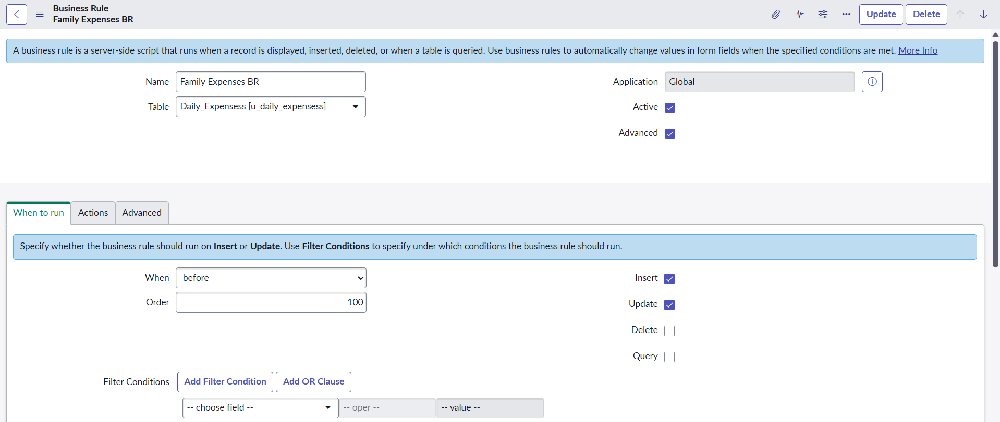 Business Rule
Family Expenses BR
Update
Delete
A business rule is a server-side script that runs when a record is displayed, inserted, deleted, or when a table is queried. Use business rules to automatically change values in form fields when the specified conditions are met. More Info
Name
Family Expenses BR
Application
Global
Table
Daily_Expensess [u_daily_expensess]
Active
Advanced
When to run
Actions
Advanced
Specify whether the business rule should run on Insert or Update. Use Filter Conditions to specify under which conditions the business rule should run.
When
before
Insert
Order
100
Update
Delete
Query
Filter Conditions
Add Filter Condition
Add OR Clause
-- choose field --
-- oper --
-- value --